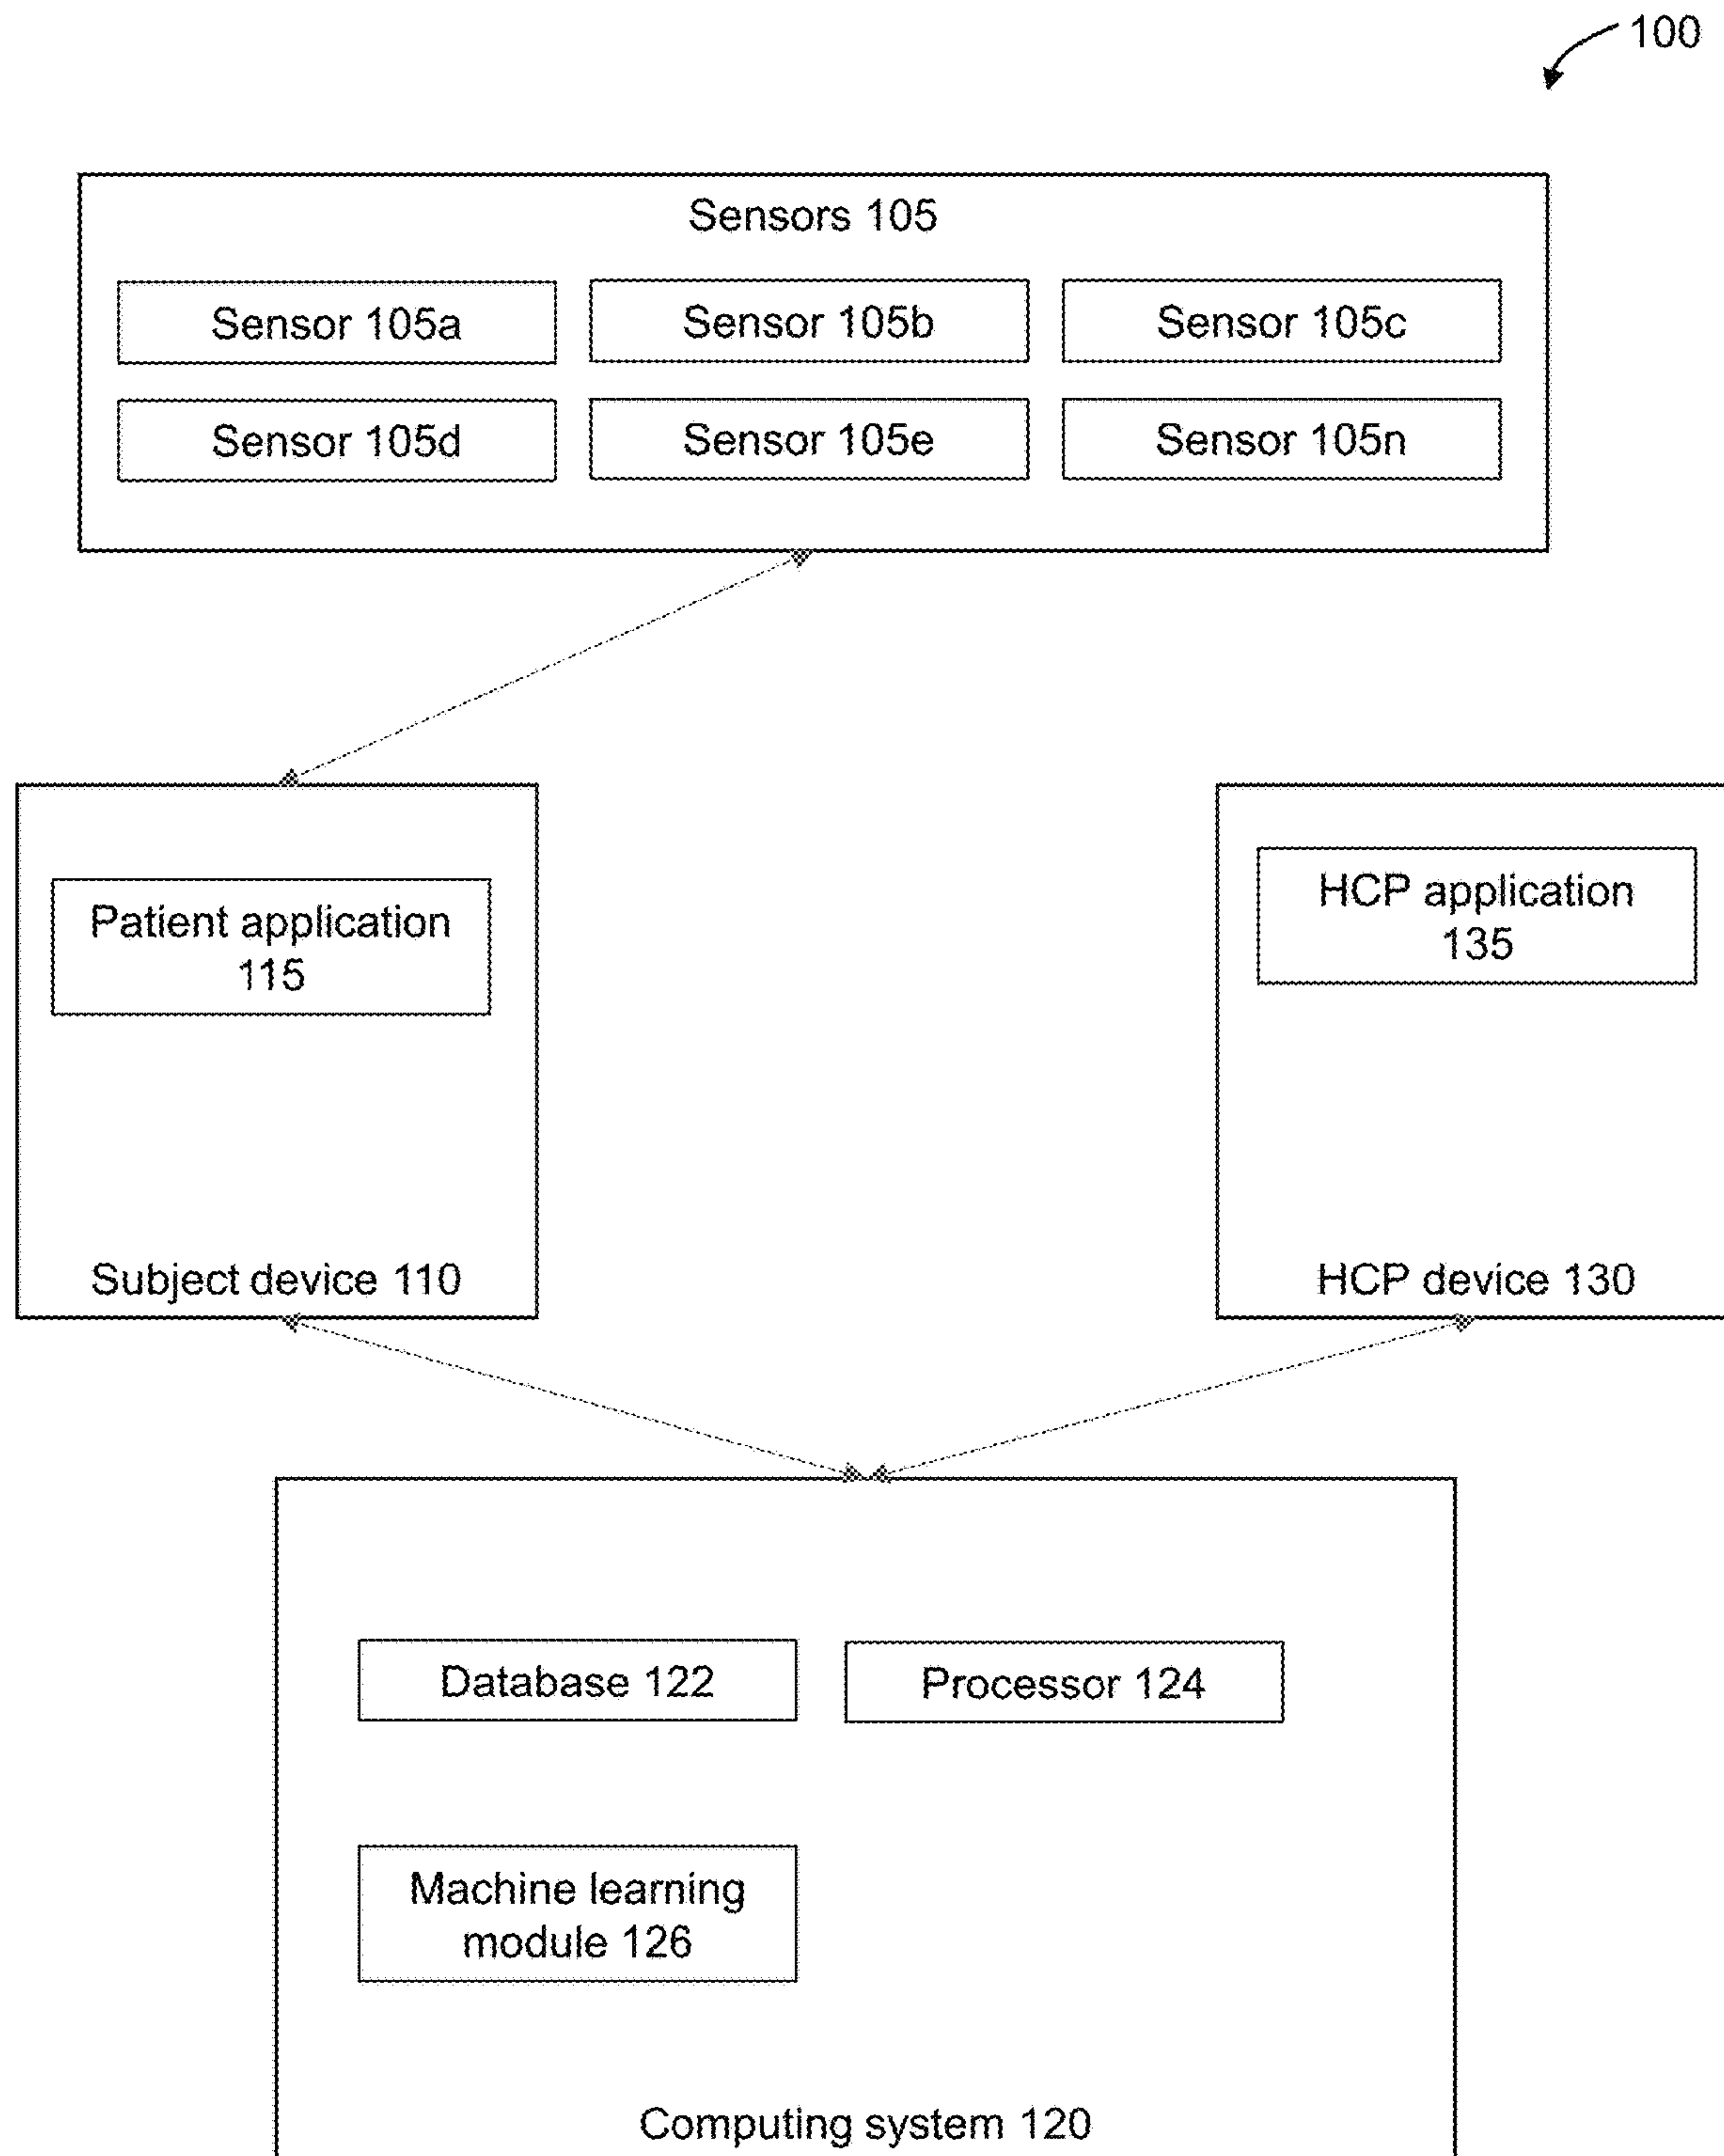 100
Sensors 105
Sensor 105a
Sensor 105b
Sensor 105c
Sensor 105d
Sensor 105e
Sensor 105n
Patient application
115
Subject device 110
HCP application
135
HCP device 130
Database 122
Processor 124
Machine learning
module 126
Computing system 120